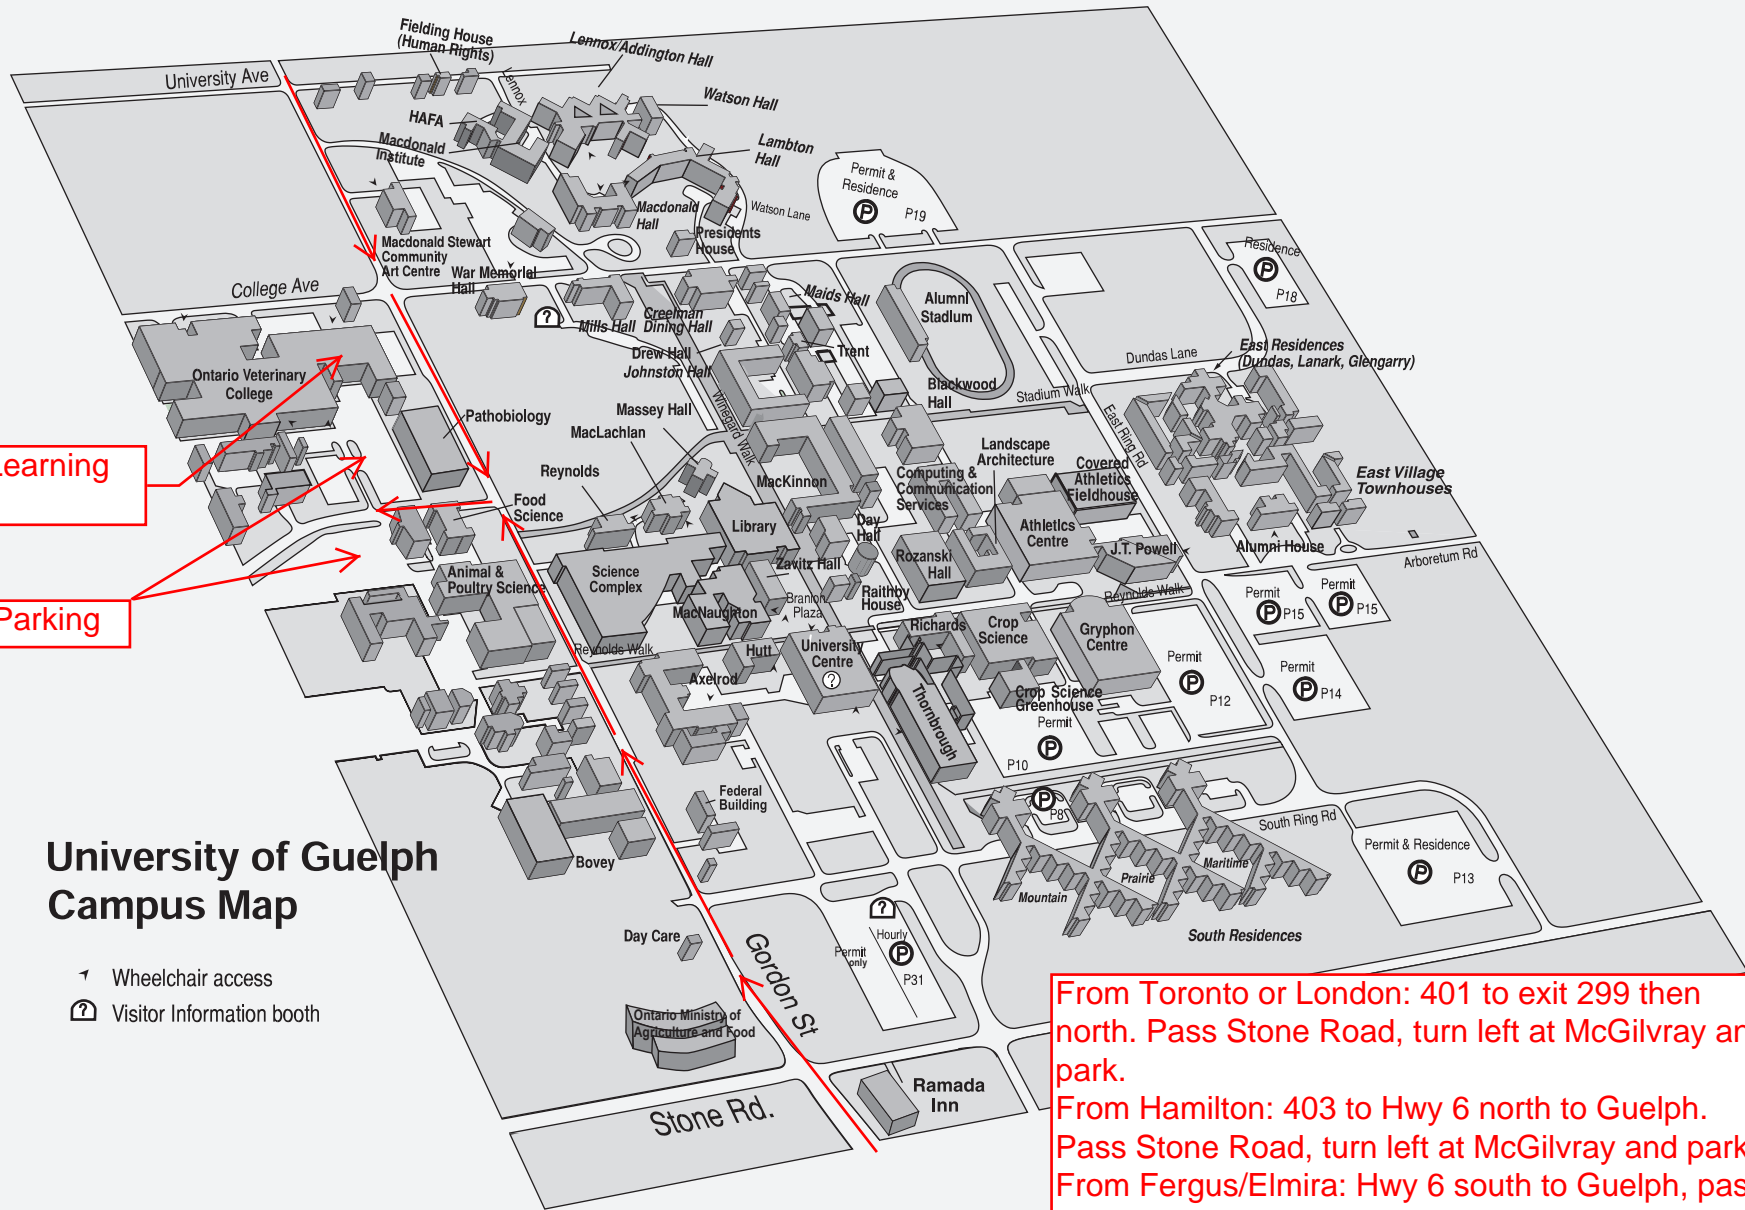 Fielding House
(Human Rights)
Lennox/Addington Hall
University Ave
Lennox
Watson Hall
HAFA
Macdonald
Institute
Lambton
Hall
Permit &
Residence
P
P19
Watson Lane
Macdonald
Hall
Presidents
House
Residence
P
P18
Macdonald Stewart
Community
Art Centre
War Memorial
Hall
College Ave
?
Mills Hall
Creelman
Dining Hall
Maids Hall
Alumni
Stadium
Drew Hall
Johnston Hall
Trent
Dundas Lane
East Residences
(Dundas, Lanark, Glengarry)
Ontario Veterinary
College
Blackwood
Hall
Stadium Walk
Pathobiology
Massey Hall
Winegard Walk
East Ring Rd
MacLachlan
Landscape
Architecture
Learning
Reynolds
MacKinnon
Computing &
Communication
Services
Covered
Athletics
Fieldhouse
East Village
Townhouses
Food
Science
Library
Day
Hall
Athletics
Centre
Rozanski
Hall
J.T. Powell
Alumni House
Arboretum Rd
Animal &
Poultry Science
Science
Complex
Zavitz Hall
Raithby
House
Reynolds Walk
Permit
P
P15
Permit
P
P15
Parking
MacNaughton
Branion
Plaza
Richards
Crop
Science
Gryphon
Centre
Reynolds Walk
Hutt
University
Centre
?
Axelrod
Thornbrough
Crop Science
Greenhouse
Permit
P
P10
Permit
P
P12
Permit
P
P14
Federal
Building
P
P8
South Ring Rd
Permit & Residence
P
P13
Bovey
Mountain
Prairie
Maritime
South Residences
University of Guelph
Campus Map
Wheelchair access
? Visitor Information booth
Day Care
Gordon St
?
Permit
only
Hourly
P
P31
Ontario Ministry of
Agriculture and Food
Ramada
Inn
Stone Rd.
From Toronto or London: 401 to exit 299 then
north. Pass Stone Road, turn left at McGilvray an
park.
From Hamilton: 403 to Hwy 6 north to Guelph.
Pass Stone Road, turn left at McGilvray and park
From Fergus/Elmira: Hwy 6 south to Guelph, pas